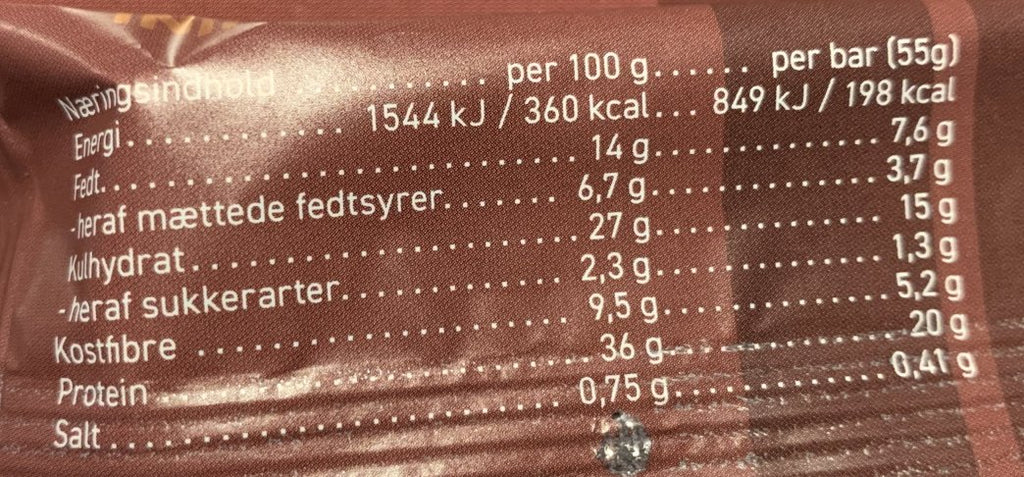 Næringsindhold ........ per 100 g...... per bar (55g)
Energi............ 1544 kJ / 360 kcal... 849 kJ / 198 kcal
Fedt........................ 14 g............ 7,6 g
-heraf mættede fedtsyrer....... 6,7 g............ 3,7 g
Kulhydrat.................. 27 g............ 15 g
-heraf sukkerarter............ 2,3 g............ 1,3 g
Kostfibre .................. 9,5 g............ 5,2 g
Protein .................... 36 g............ 20 g
Salt ....................... 0,75 g............ 0,41 g